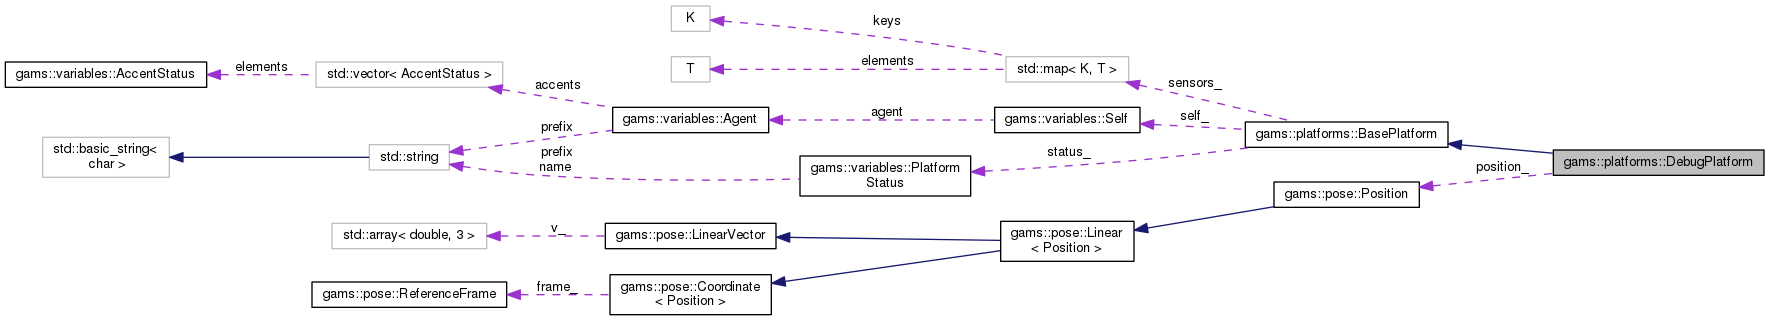 K
keys
T
elements
std::map< K, T >
sensors_
gams::variables::AccentStatus
elements
std::vector< AccentStatus >
accents
gams::variables::Agent
agent
gams::variables::Self
self_
gams::platforms::BasePlatform
gams::platforms::DebugPlatform
prefix
std::basic_string<
char >
std::string
prefix
name
gams::variables::Platform
Status
status_
position_
gams::pose::Position
std::array< double, 3 >
v_
gams::pose::LinearVector
gams::pose::Linear
< Position >
gams::pose::ReferenceFrame
frame_
gams::pose::Coordinate
< Position >